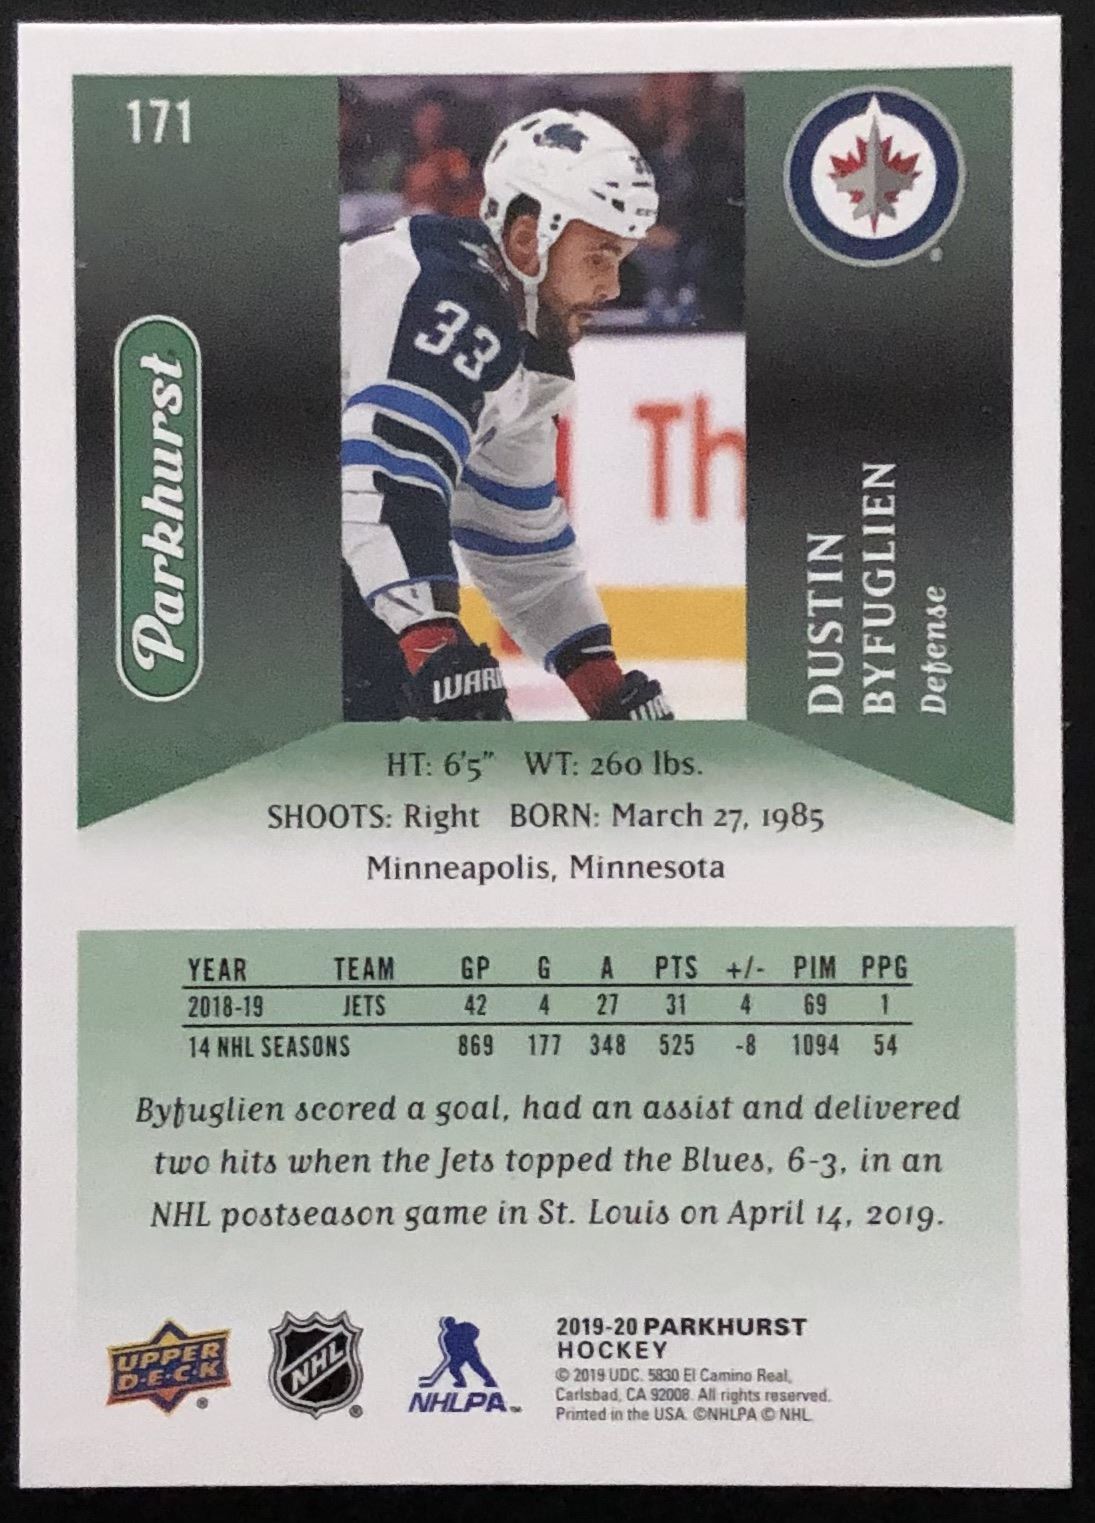 171
Parkhurst
33
Th
WARR
DUSTIN
BYFUGLIEN
Defense
HT: 6'5" WT: 260 lbs.
SHOOTS: Right BORN: March 27, 1985
Minneapolis, Minnesota
YEAR TEAM GP G A PTS +/- PIM PPG
2018-19 JETS 42 4 27 31 4 69 1
14 NHL SEASONS 869 177 348 525 -8 1094 54
Byfuglien scored a goal, had an assist and delivered
two hits when the Jets topped the Blues, 6-3, in an
NHL postseason game in St. Louis on April 14, 2019.
UPPER
D·E·C·K ®
NHL ®
NHLPA™
2019-20 PARKHURST
HOCKEY
© 2019 UDC. 5830 El Camino Real,
Carlsbad, CA 92008. All rights reserved.
Printed in the USA. ©NHLPA © NHL.